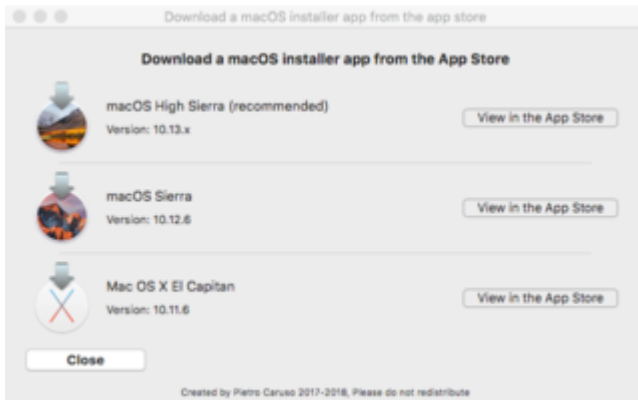 Download a macOS installer app from the app store
Download a macOS installer app from the App Store
macOS High Sierra (recommended)
View in the App Store
Version: 10.13.x
macOS Sierra
View in the App Store
Version: 10.12.6
Mac OS X El Capitan
View in the App Store
Version: 10.11.6
Close
Created by Pietro Caruso 2017-2018, Please do not redistribute